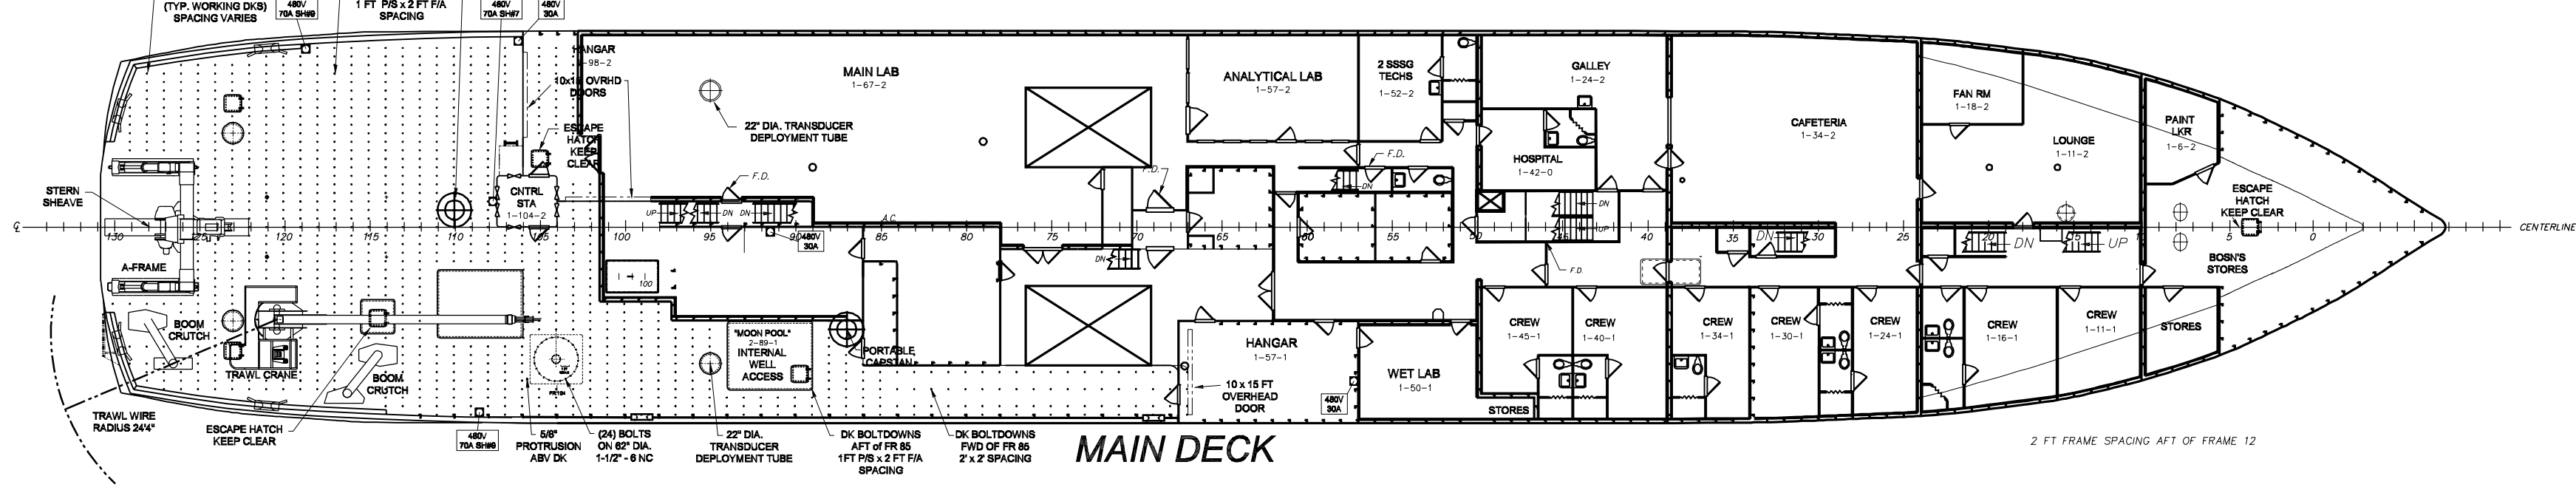 (TYP. WORKING DKS)
SPACING VARIES
480V
70A SH#9
1 FT P/S x 2 FT F/A
SPACING
480V
70A SH#7
480V
30A
HANGAR
1-98-2
10x15 OVRHD
DOORS
ESCAPE
HATCH
KEEP
CLEAR
MAIN LAB
1-67-2
22" DIA. TRANSDUCER
DEPLOYMENT TUBE
ANALYTICAL LAB
1-57-2
2 SSSG
TECHS
1-52-2
GALLEY
1-24-2
CAFETERIA
1-34-2
FAN RM
1-18-2
LOUNGE
1-11-2
PAINT
LKR
1-6-2
HOSPITAL
1-42-0
F.D.
F.D.
F.D.
STERN
SHEAVE
CNTRL
STA
1-104-2
UP
DN
DN
DN
DN
UP
ESCAPE
HATCH
KEEP CLEAR
A.C.
130
125
120
115
110
105
100
95
90
85
80
75
70
65
60
55
50
45
40
35
30
25
20
15
10
5
0
CENTERLINE
480V
30A
DN
DN
DN
UP
F.D.
A-FRAME
100
BOSN'S
STORES
BOOM
CRUTCH
TRAWL CRANE
BOOM
CRUTCH
"MOON POOL"
2-89-1
INTERNAL
WELL
ACCESS
PORTABLE
CAPSTAN
HANGAR
1-57-1
10 x 15 FT
OVERHEAD
DOOR
480V
30A
WET LAB
1-50-1
CREW
1-45-1
CREW
1-40-1
CREW
1-34-1
CREW
1-30-1
CREW
1-24-1
CREW
1-16-1
CREW
1-11-1
STORES
STORES
TRAWL WIRE
RADIUS 24'4"
ESCAPE HATCH
KEEP CLEAR
480V
70A SH#9
5/8"
PROTRUSION
ABV DK
(24) BOLTS
ON 62" DIA.
1-1/2" - 6 NC
22" DIA.
TRANSDUCER
DEPLOYMENT TUBE
DK BOLTDOWNS
AFT of FR 85
1FT P/S x 2 FT F/A
SPACING
DK BOLTDOWNS
FWD OF FR 85
2' x 2' SPACING
MAIN DECK
2 FT FRAME SPACING AFT OF FRAME 12